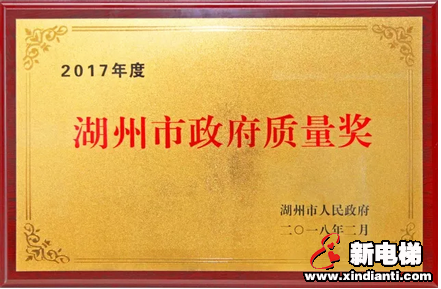 2017年度
湖州市政府质量奖
湖州市人民政府
二〇一八年二月
新电梯
www.xindianti.com